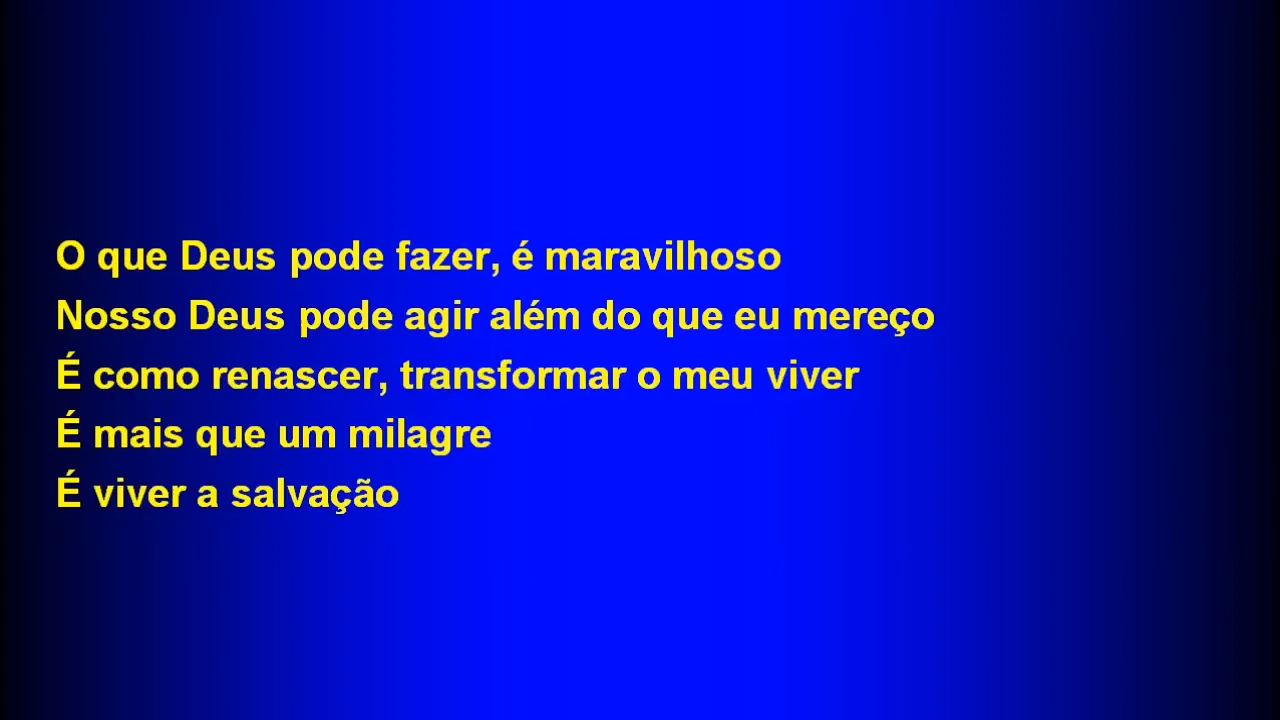 O que Deus pode fazer, é maravilhoso
Nosso Deus pode agir além do que eu mereço
É como renascer, transformar o meu viver
É mais que um milagre
É viver a salvação